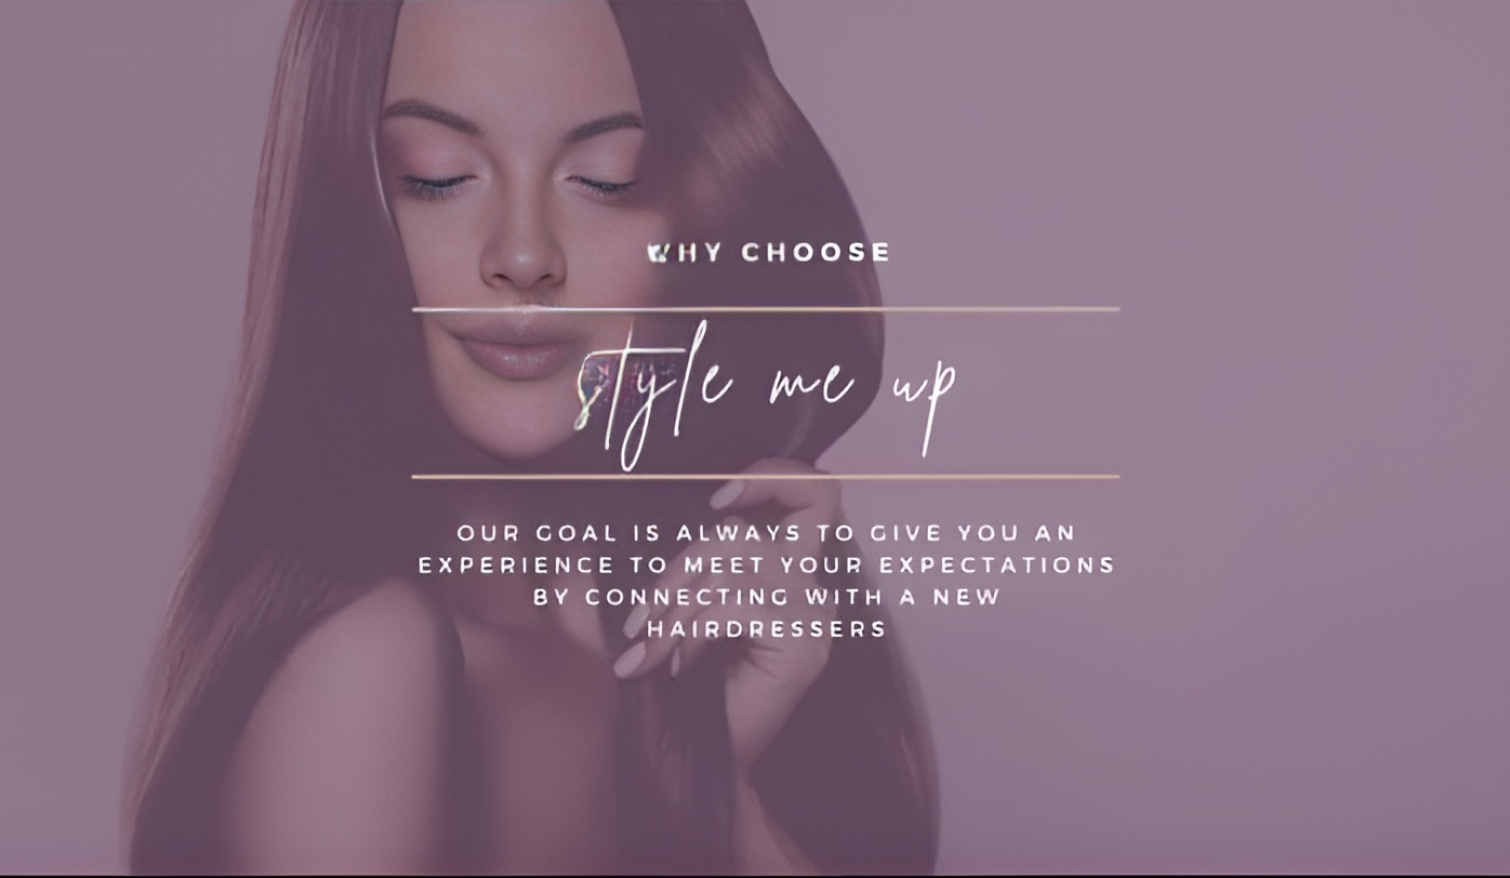 WHY CHOOSE
style me up
OUR GOAL IS ALWAYS TO GIVE YOU AN
EXPERIENCE TO MEET YOUR EXPECTATIONS
BY CONNECTING WITH A NEW
HAIRDRESSERS